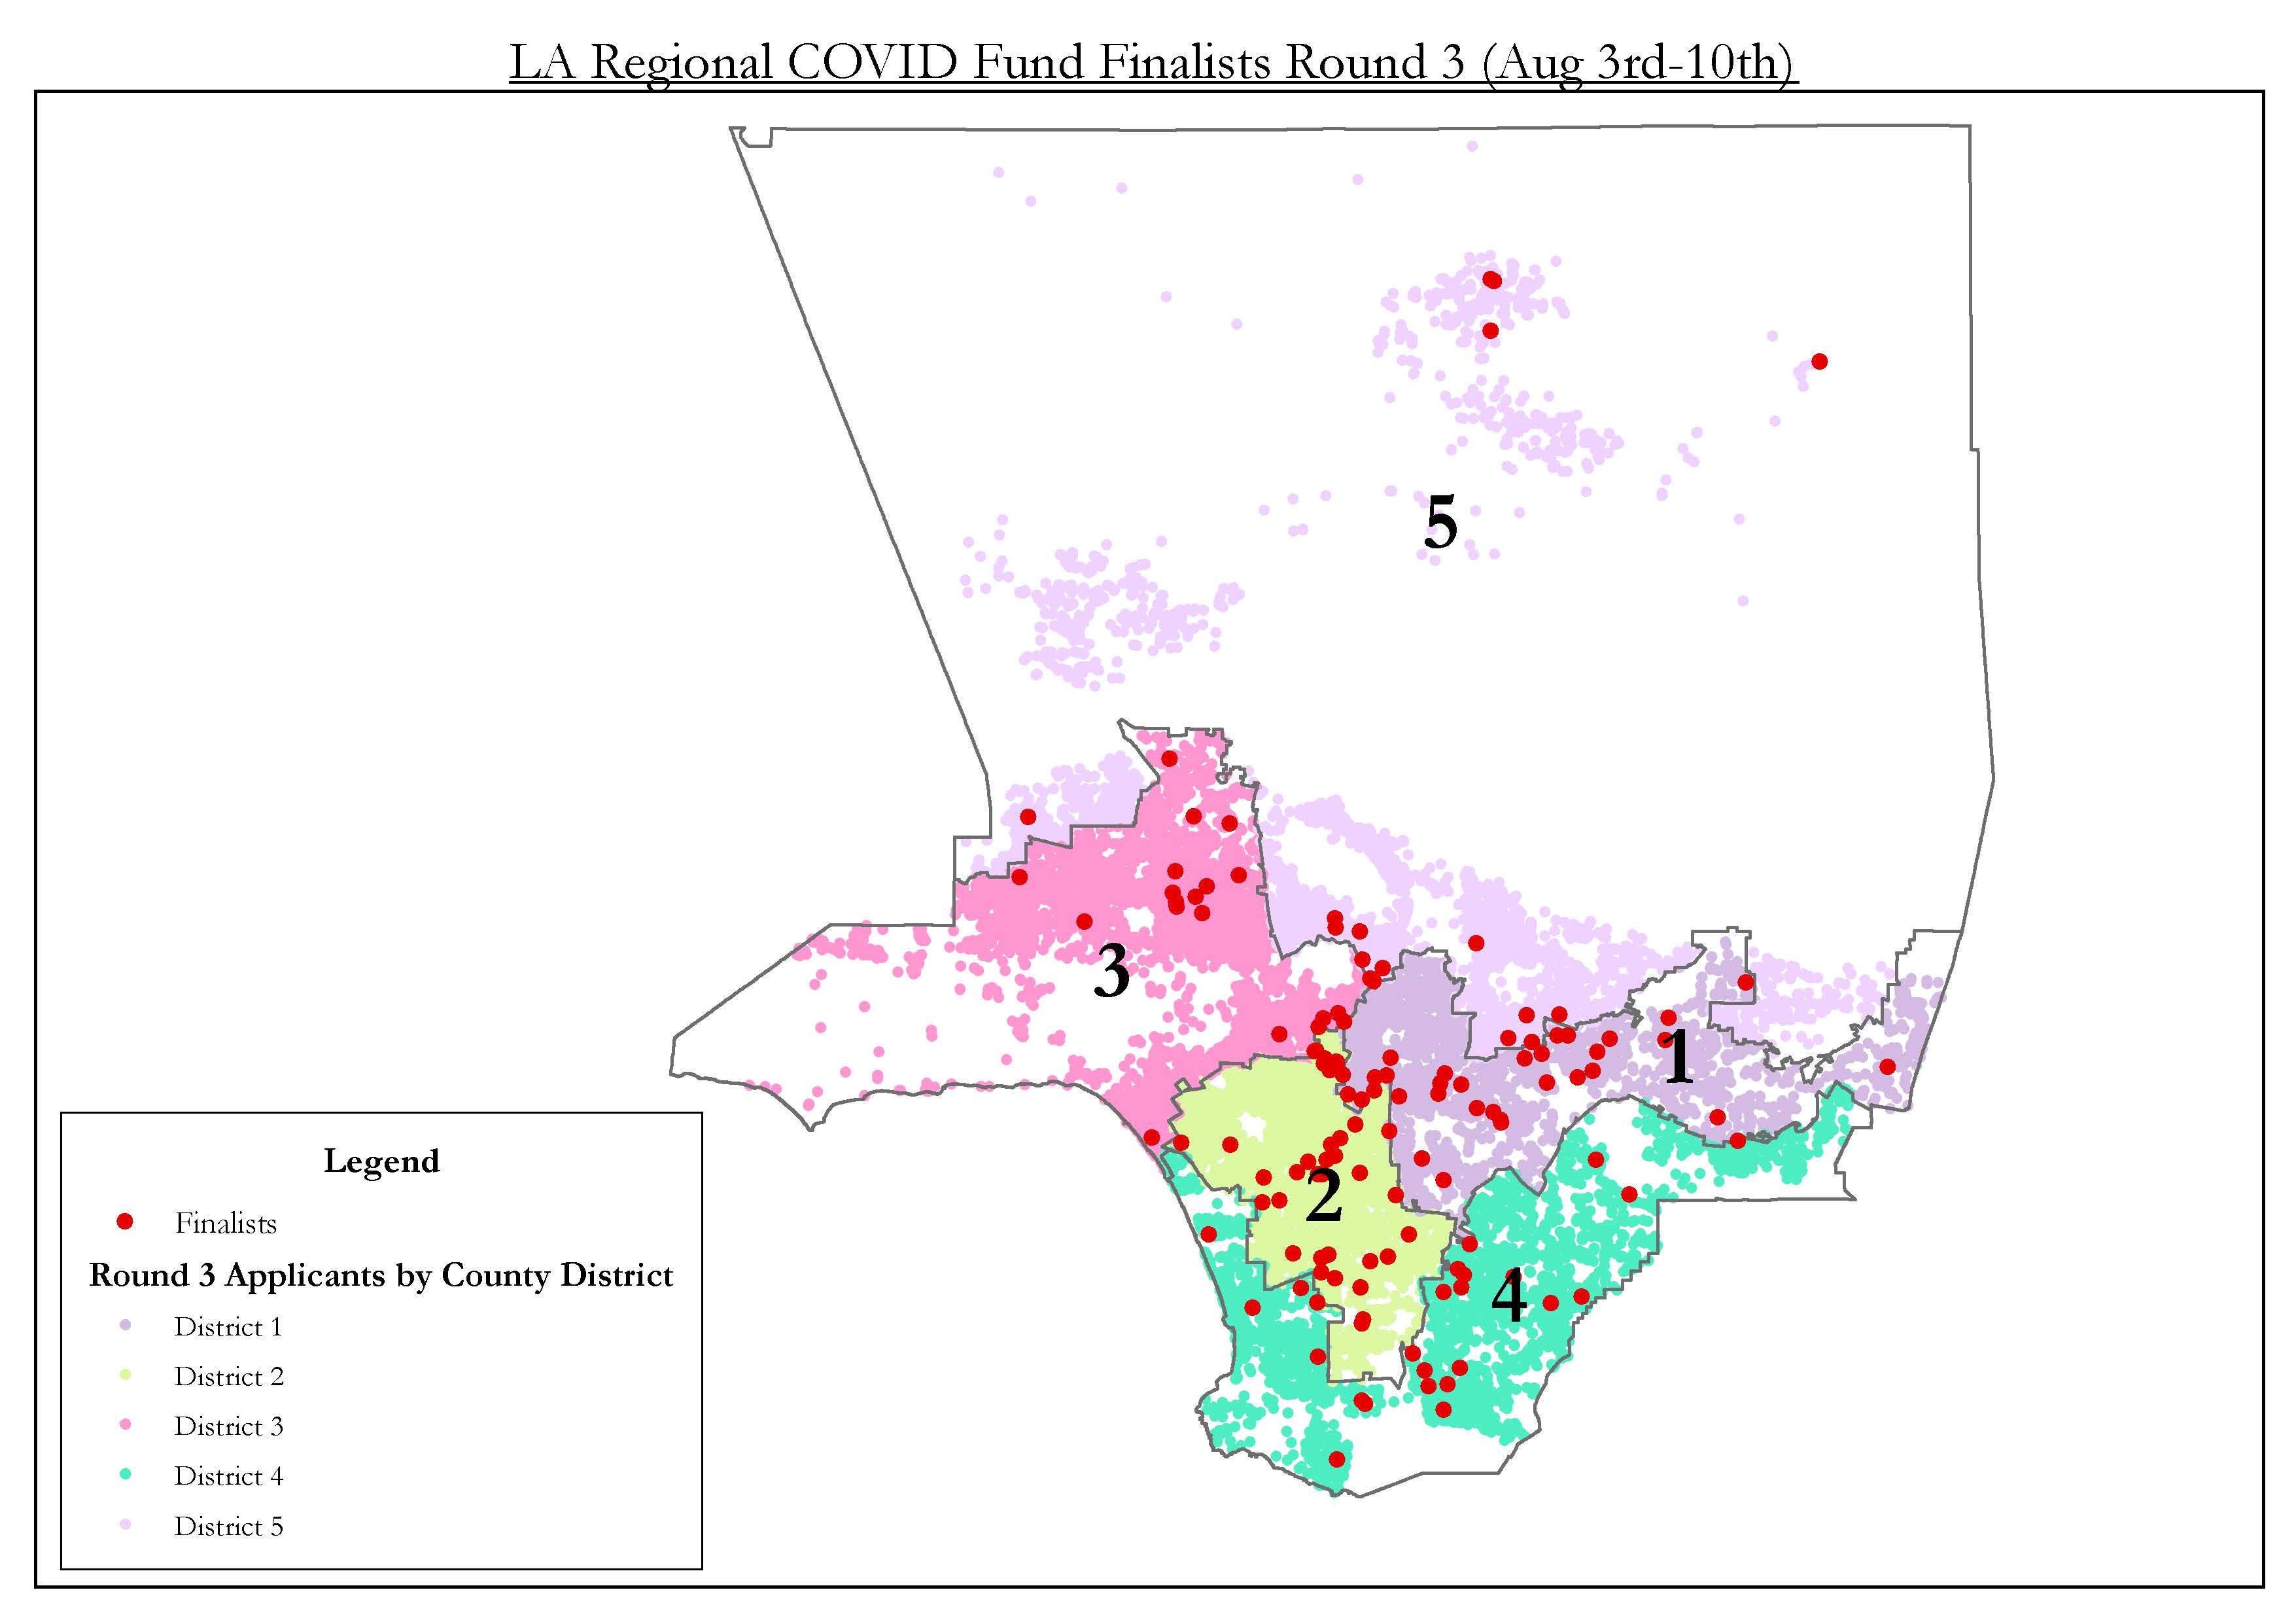 LA Regional COVID Fund Finalists Round 3 (Aug 3rd-10th)
5
3
1
2
4
Legend
Finalists
Round 3 Applicants by County District
District 1
District 2
District 3
District 4
District 5